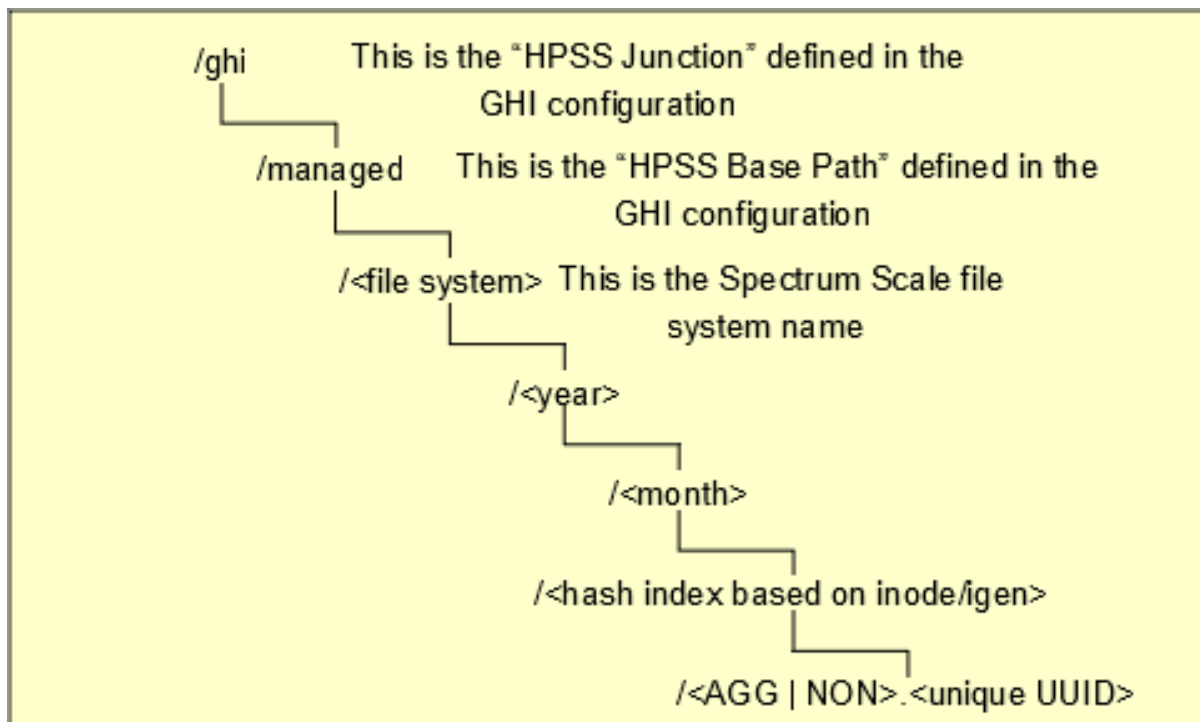 /ghi This is the “HPSS Junction” defined in the
GHI configuration
/managed This is the “HPSS Base Path” defined in the
GHI configuration
/<file system> This is the Spectrum Scale file
system name
/<year>
/<month>
/<hash index based on inode/igen>
/<AGG | NON>.<unique UUID>